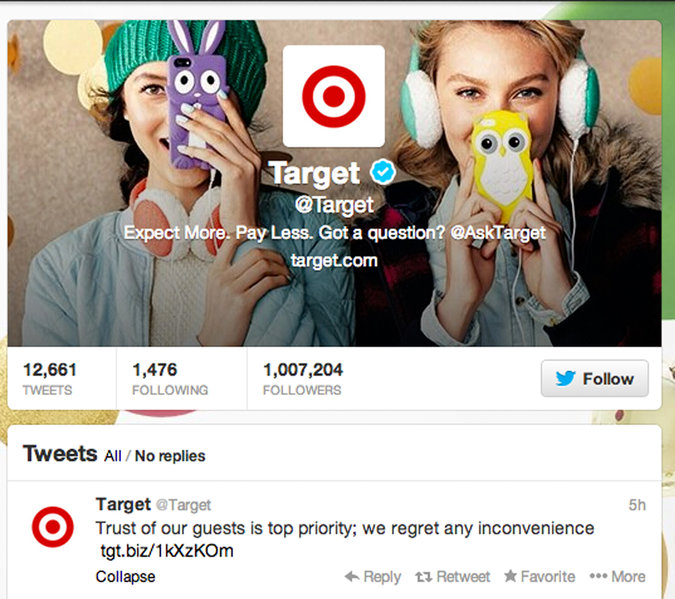 Target
@Target
Expect More. Pay Less. Got a question? @AskTarget
target.com
12,661 1,476 1,007,204
TWEETS FOLLOWING FOLLOWERS
Follow
Tweets All / No replies
Target @Target 5h
Trust of our guests is top priority; we regret any inconvenience
tgt.biz/1kXzKOm
Collapse Reply Retweet Favorite More